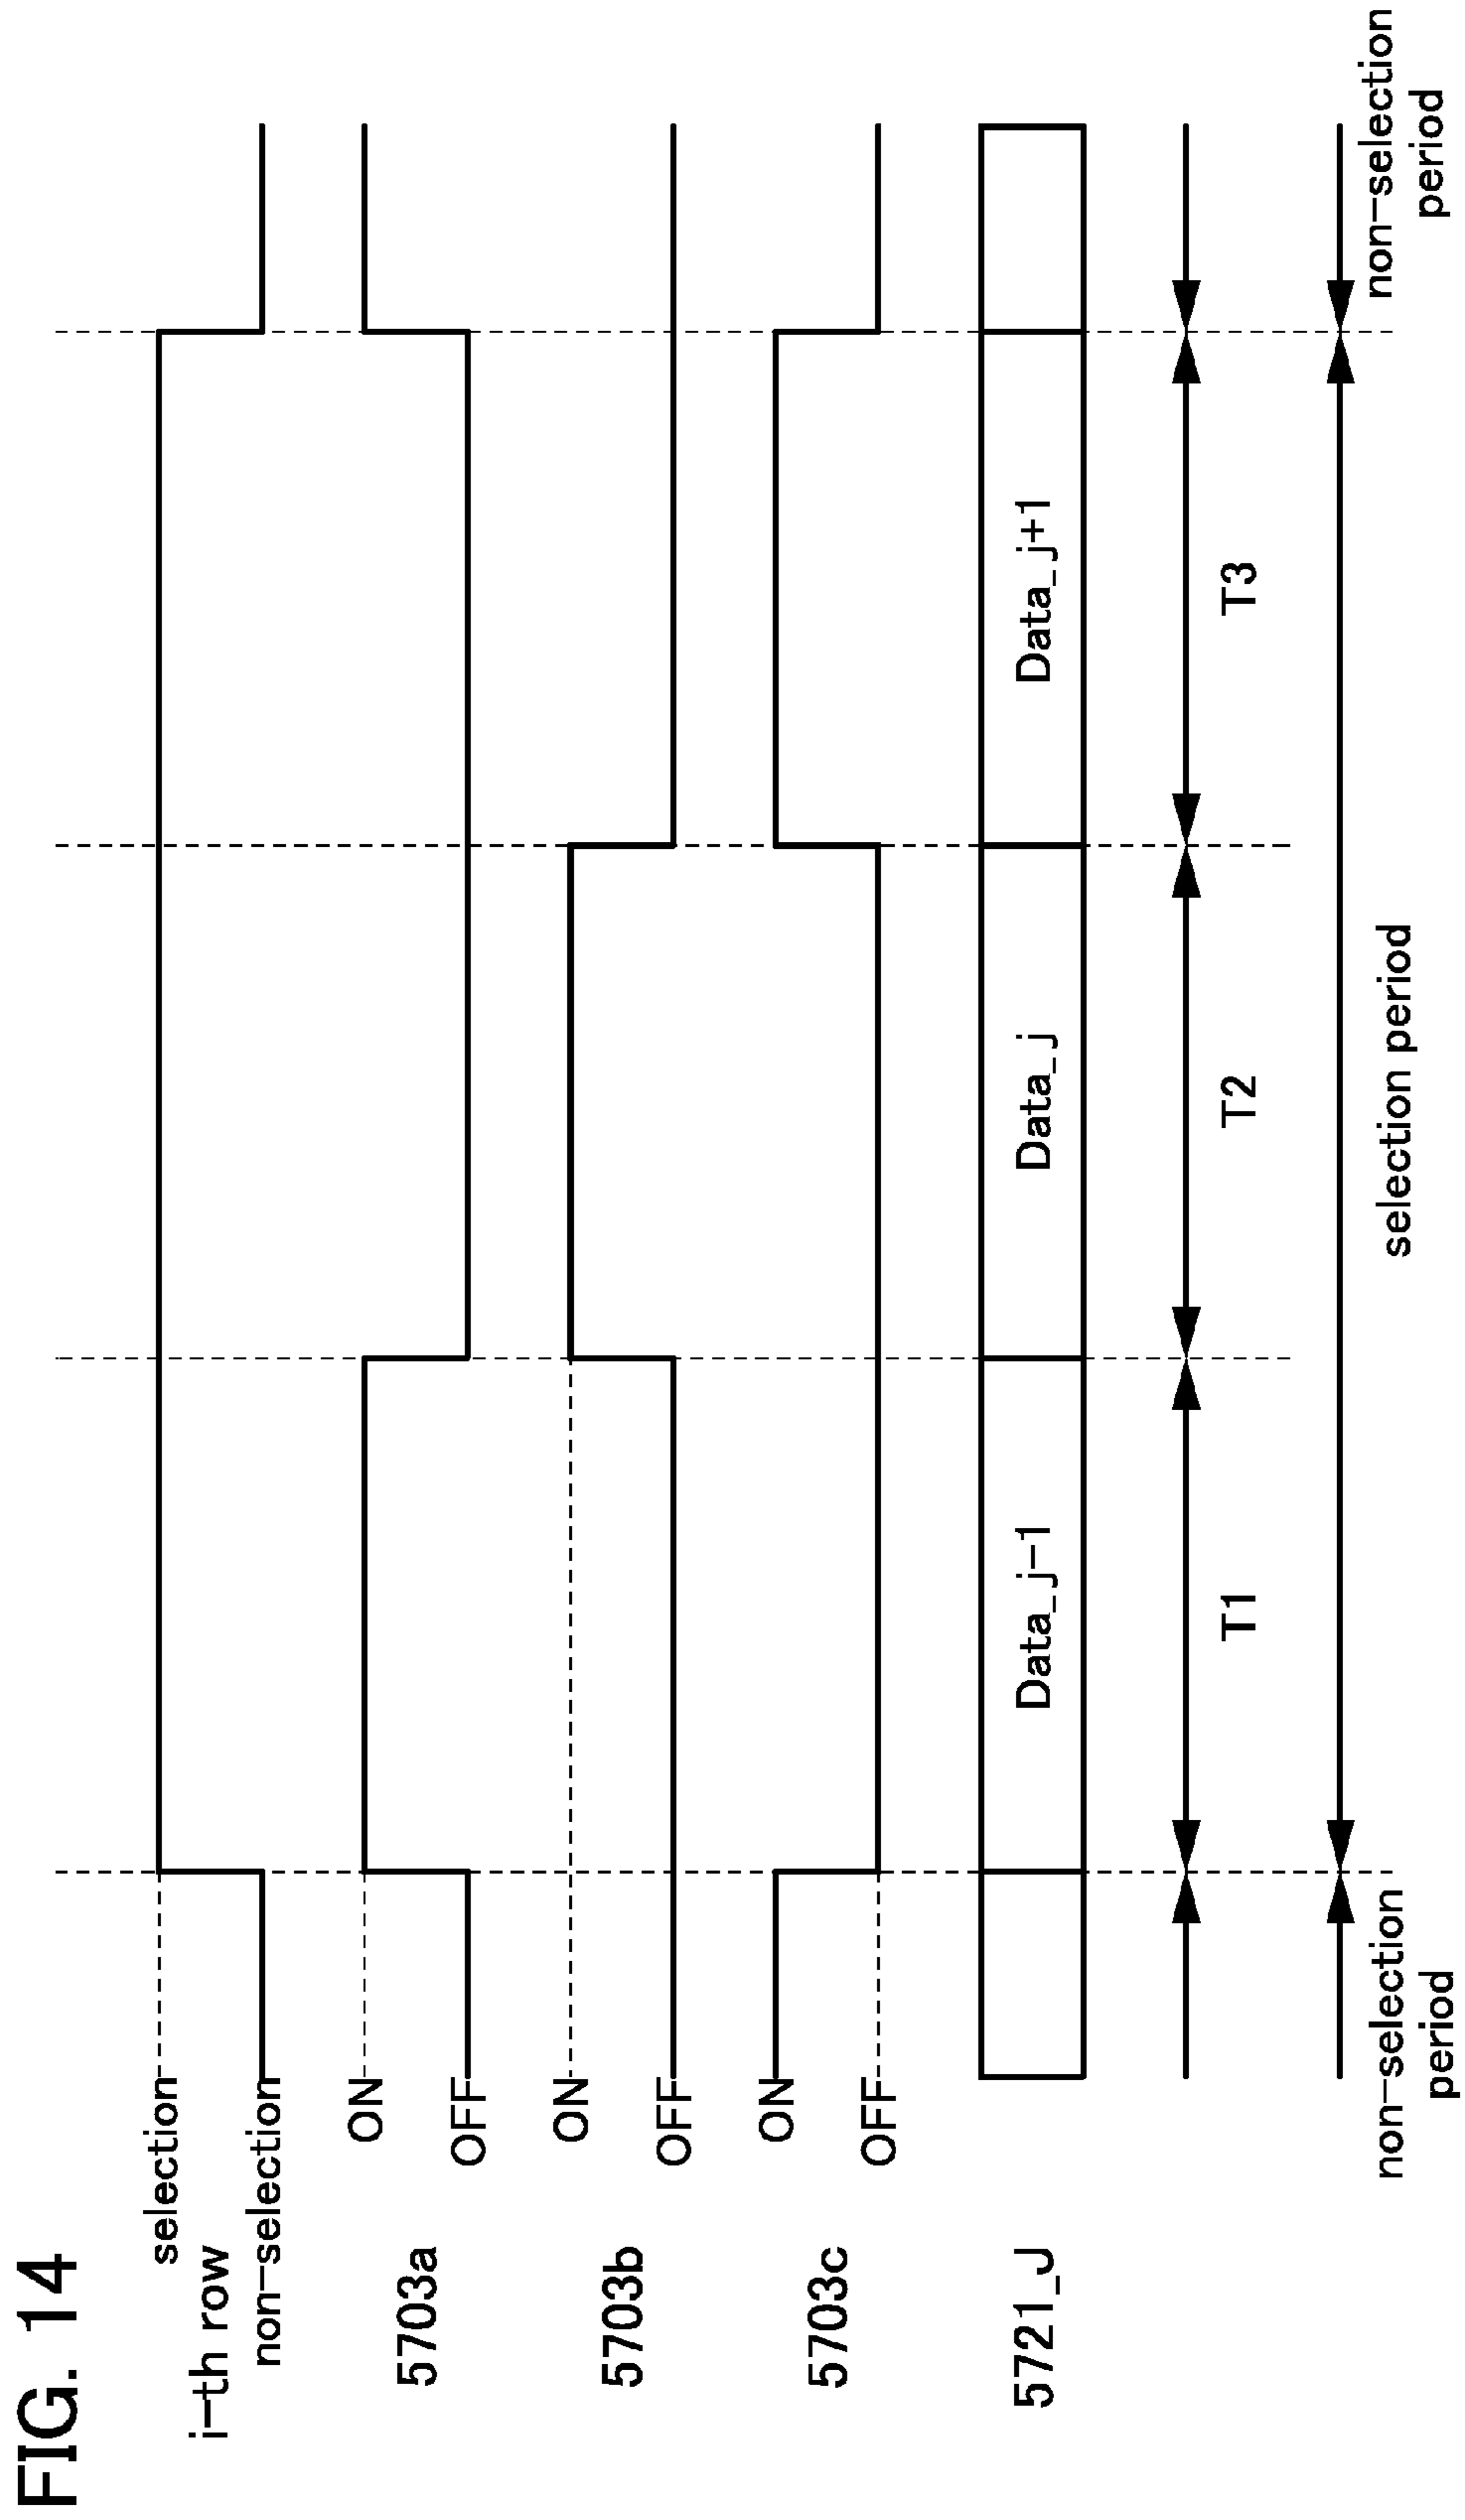 FIG. 14
selection
i-th row
non-selection
ON
5703a
OFF
ON
5703b
OFF
ON
5703c
OFF
5721_J
Data_j-1
Data_j
Data_j+1
T1
T2
T3
non-selection
period
selection period
non-selection
period